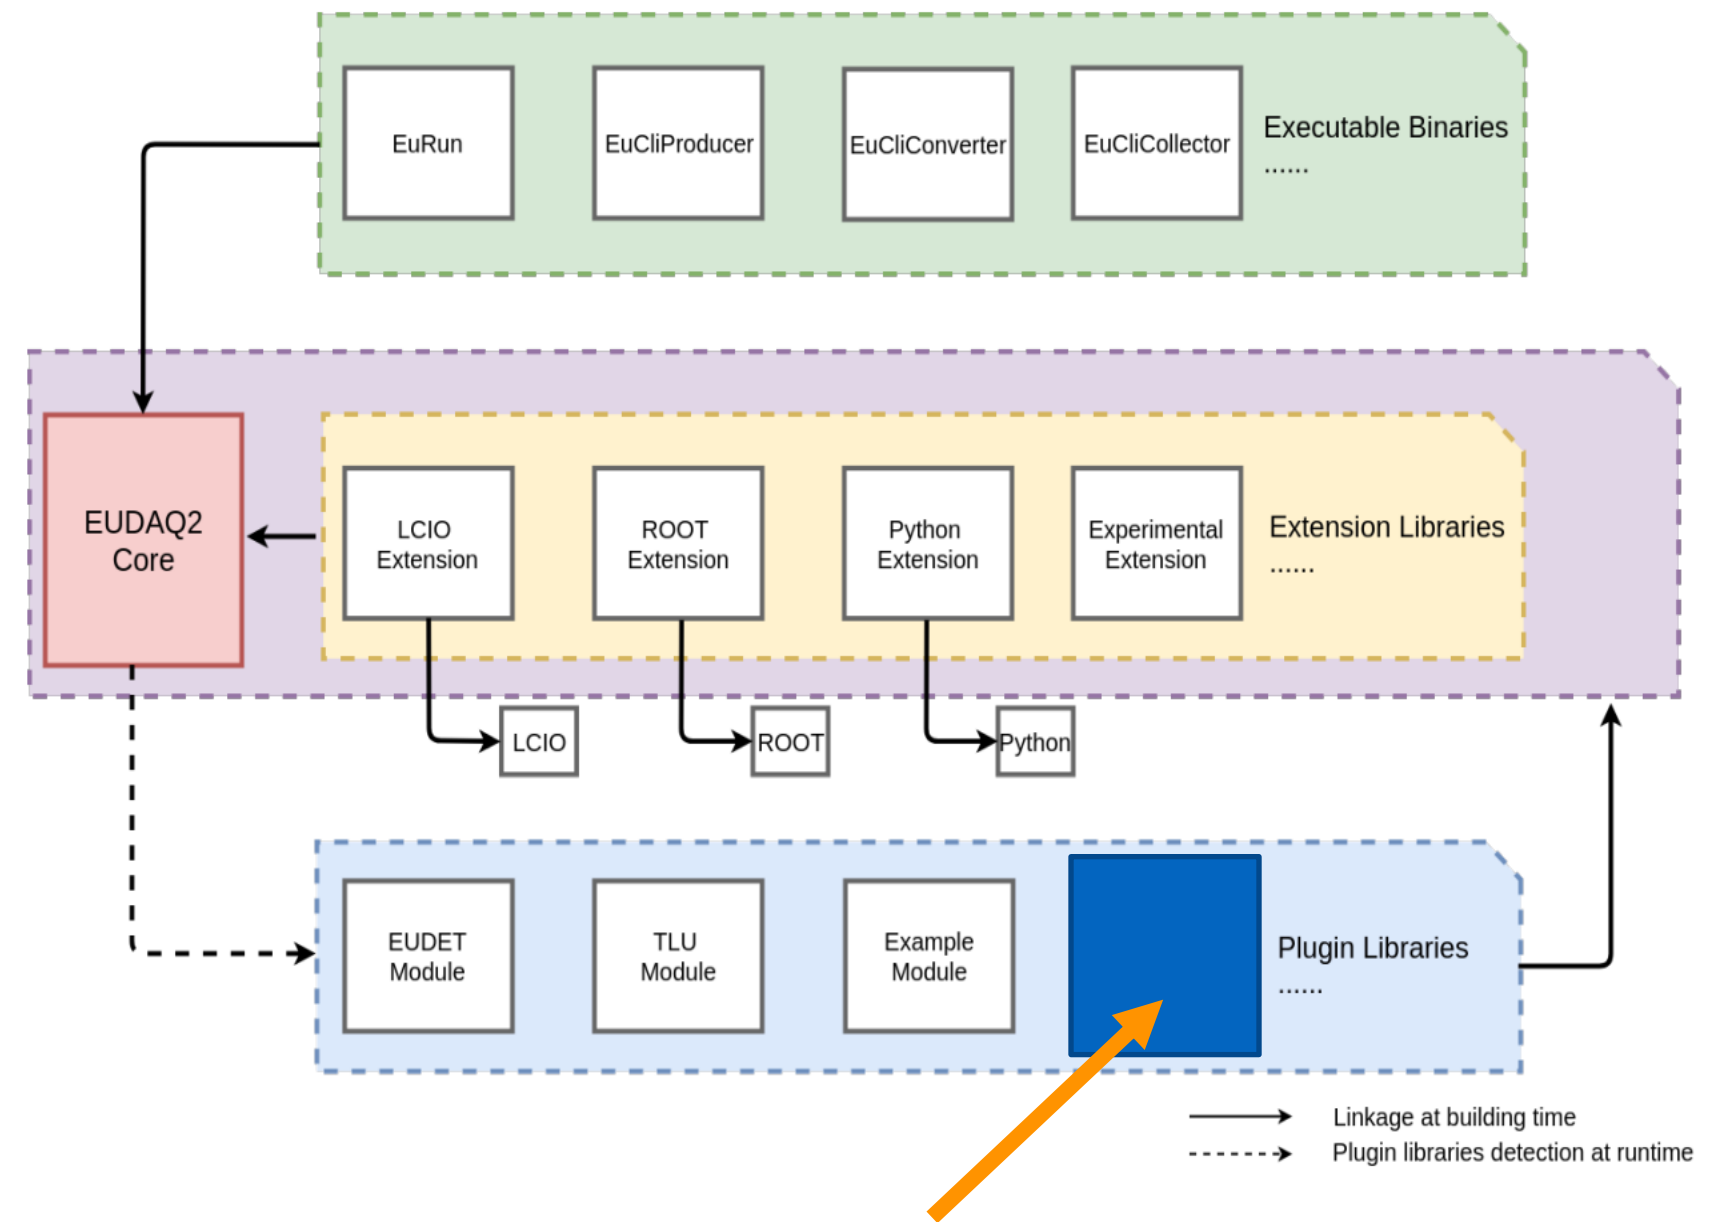 EuRun
EuCliProducer
EuCliConverter
EuCliCollector
Executable Binaries
......
EUDAQ2
Core
LCIO
Extension
ROOT
Extension
Python
Extension
Experimental
Extension
Extension Libraries
......
LCIO
ROOT
Python
EUDET
Module
TLU
Module
Example
Module
Plugin Libraries
......
Linkage at building time
Plugin libraries detection at runtime